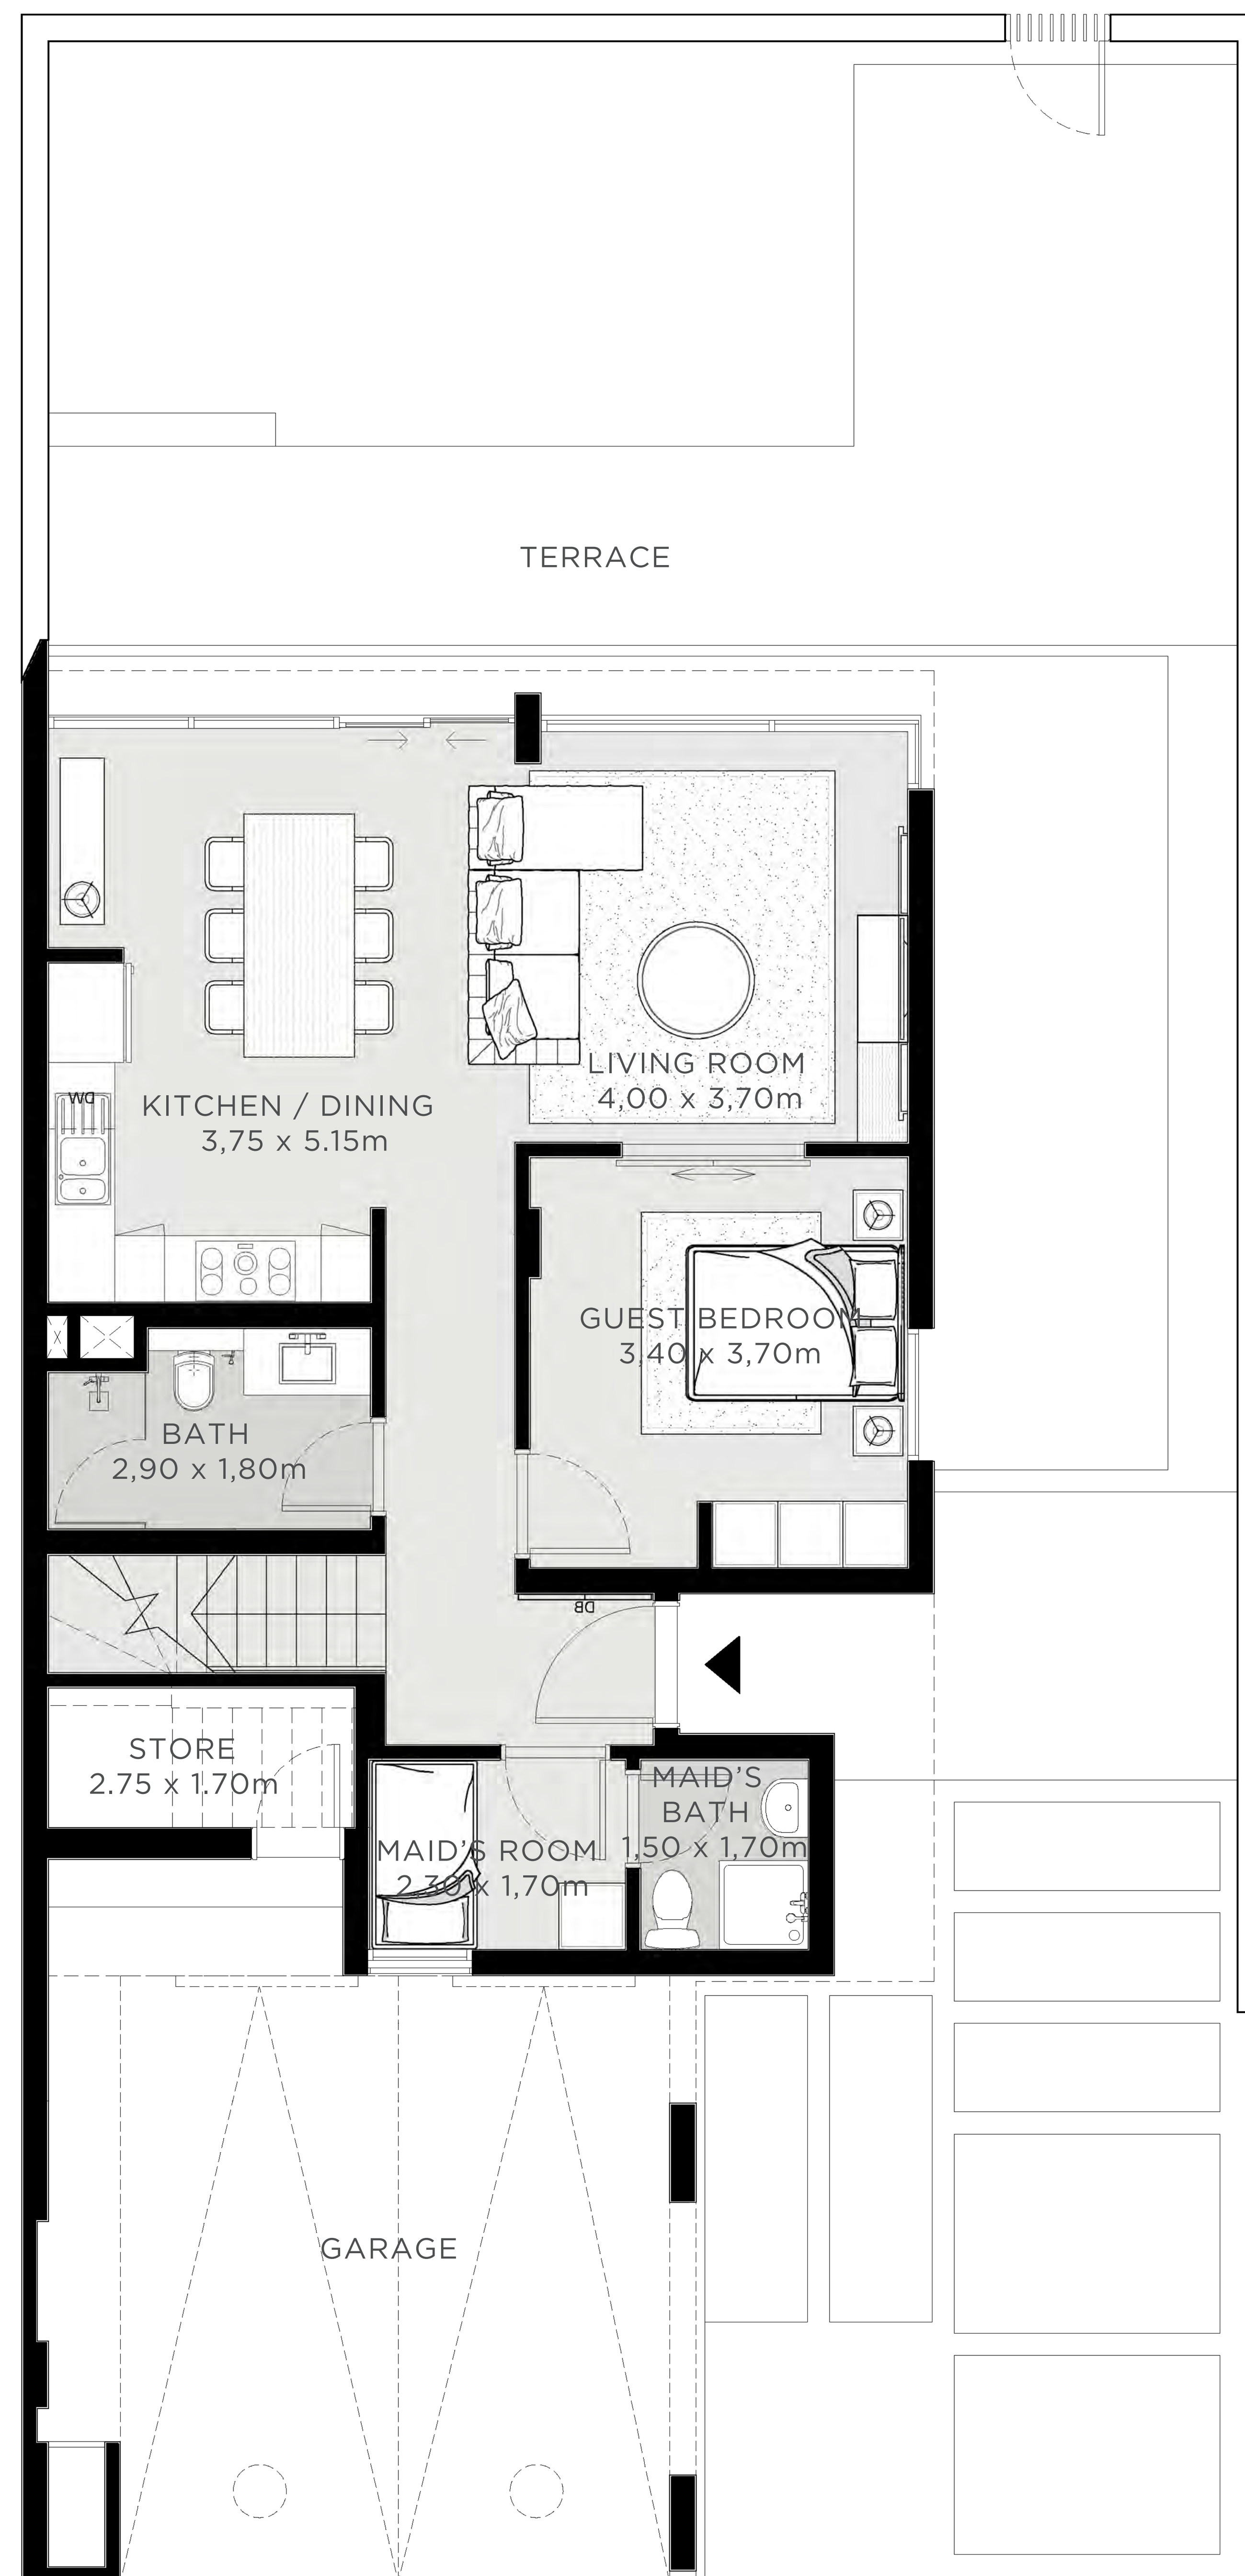 TERRACE
LIVING ROOM
4,00 x 3,70m
DW
KITCHEN / DINING
3,75 x 5.15m
GUEST BEDROOM
3,40 x 3,70m
BATH
2,90 x 1,80m
DB
STORE
2.75 x 1.70m
MAID'S
BATH
1,50 x 1,70m
MAID'S ROOM
2,30 x 1,70m
GARAGE